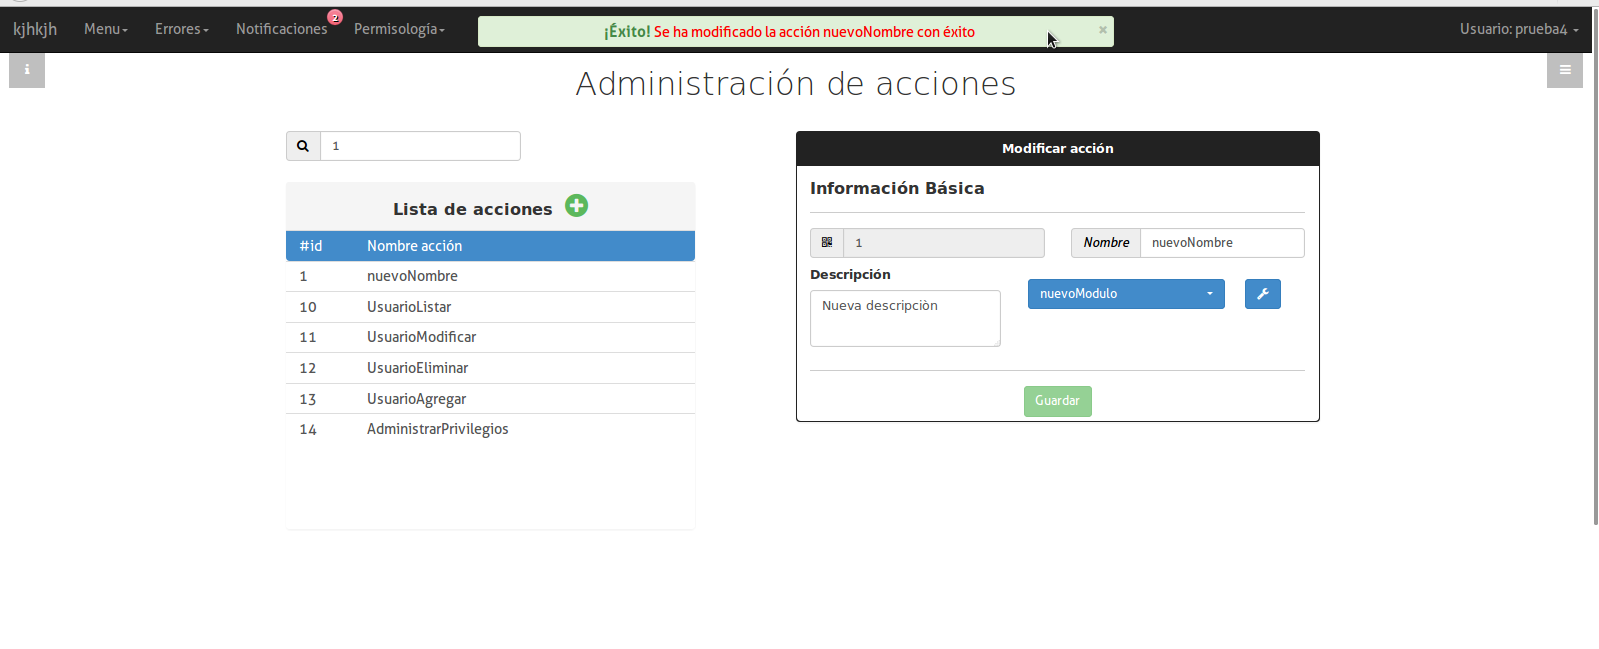 kjhkjh Menu Errores Notificaciones 2 Permisología ¡Éxito! Se ha modificado la acción nuevoNombre con éxito × Usuario: prueba4
i
Administración de acciones
1
Lista de acciones
#id Nombre acción
1 nuevoNombre
10 UsuarioListar
11 UsuarioModificar
12 UsuarioEliminar
13 UsuarioAgregar
14 AdministrarPrivilegios
Modificar acción
Información Básica
1 Nombre nuevoNombre
Descripción
Nueva descripciòn
nuevoModulo
Guardar